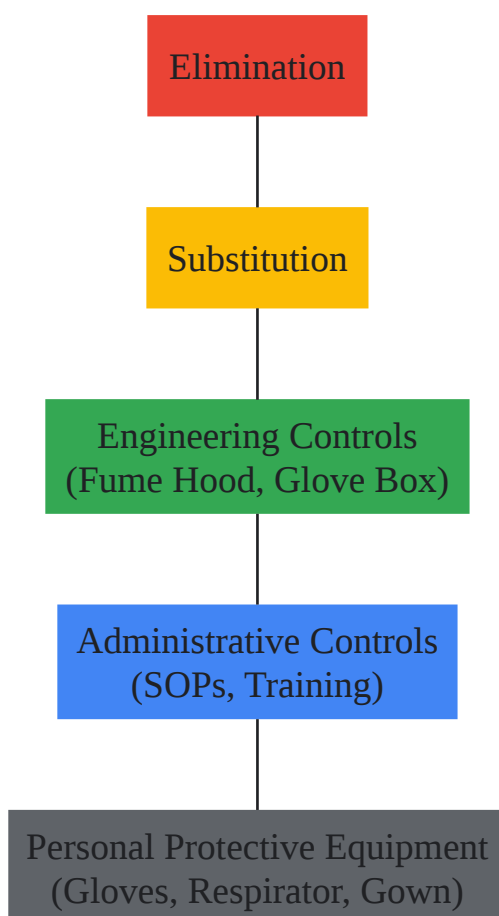 Elimination
Substitution
Engineering Controls
(Fume Hood, Glove Box)
Administrative Controls
(SOPs, Training)
Personal Protective Equipment
(Gloves, Respirator, Gown)